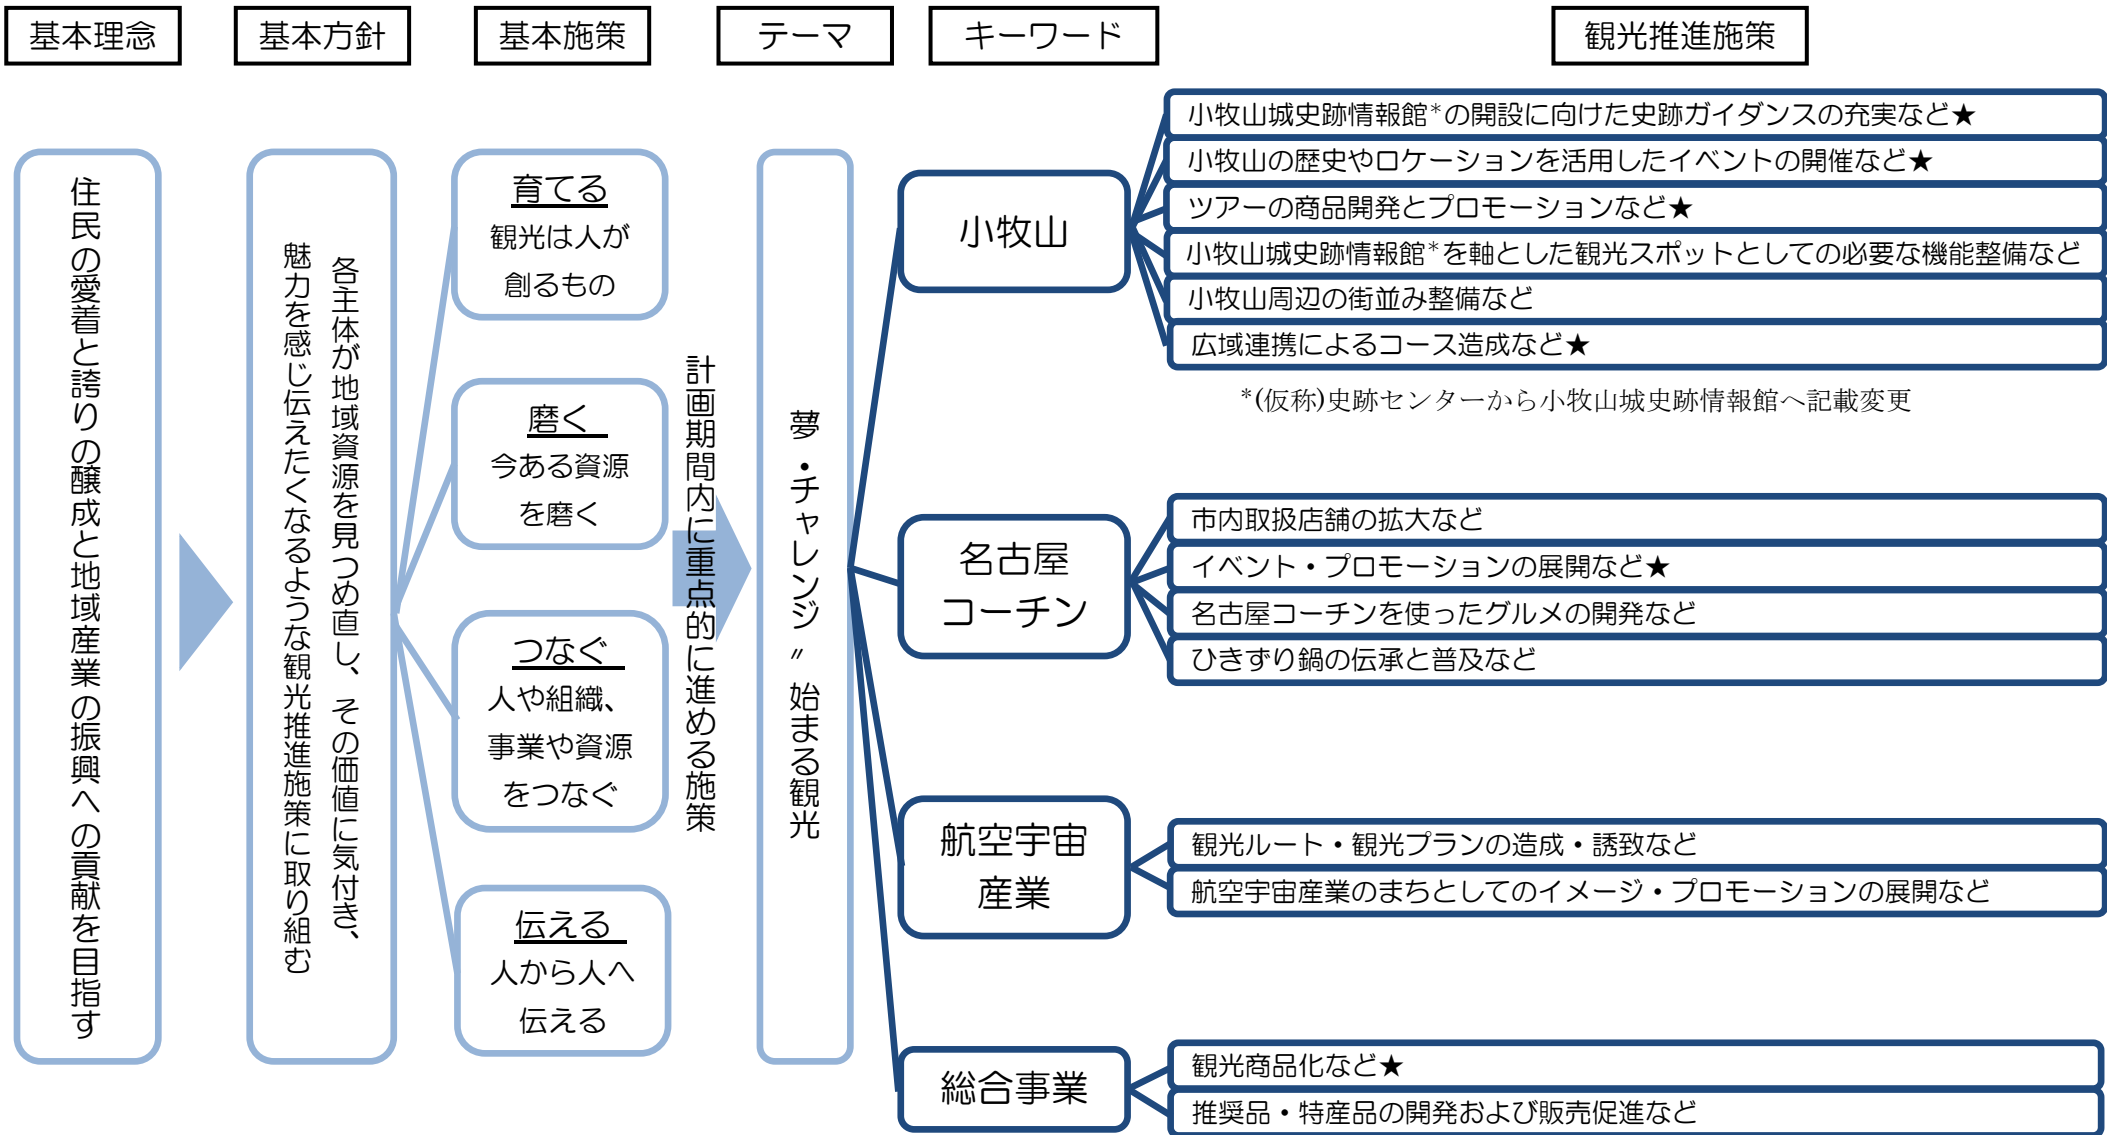 基本理念
基本方針
基本施策
テーマ
キーワード
観光推進施策
住民の愛着と誇りの醸成と地域産業の振興への貢献を目指す
各主体が地域資源を見つめ直し、その価値に気付き、
魅力を感じ伝えたくなるような観光推進施策に取り組む
育てる
観光は人が
創るもの
磨く
今ある資源
を磨く
つなぐ
人や組織、
事業や資源
をつなぐ
伝える
人から人へ
伝える
計画期間内に重点的に進める施策
夢・チャレンジ〃始まる観光
小牧山
小牧山城史跡情報館*の開設に向けた史跡ガイダンスの充実など★
小牧山の歴史やロケーションを活用したイベントの開催など★
ツアーの商品開発とプロモーションなど★
小牧山城史跡情報館*を軸とした観光スポットとしての必要な機能整備など
小牧山周辺の街並み整備など
広域連携によるコース造成など★
*(仮称)史跡センターから小牧山城史跡情報館へ記載変更
名古屋
コーチン
市内取扱店舗の拡大など
イベント・プロモーションの展開など★
名古屋コーチンを使ったグルメの開発など
ひきずり鍋の伝承と普及など
航空宇宙
産業
観光ルート・観光プランの造成・誘致など
航空宇宙産業のまちとしてのイメージ・プロモーションの展開など
総合事業
観光商品化など★
推奨品・特産品の開発および販売促進など